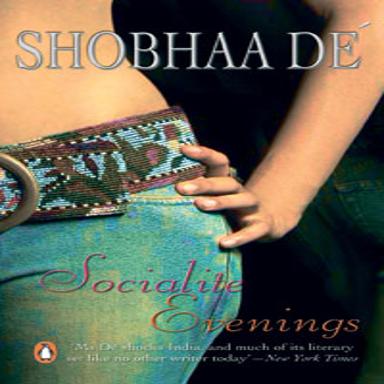 SHOBHAA DÉ
Socialite
Evenings
'Ms Dé shocks India, and much of its literary
set like no other writer today' —New York Times